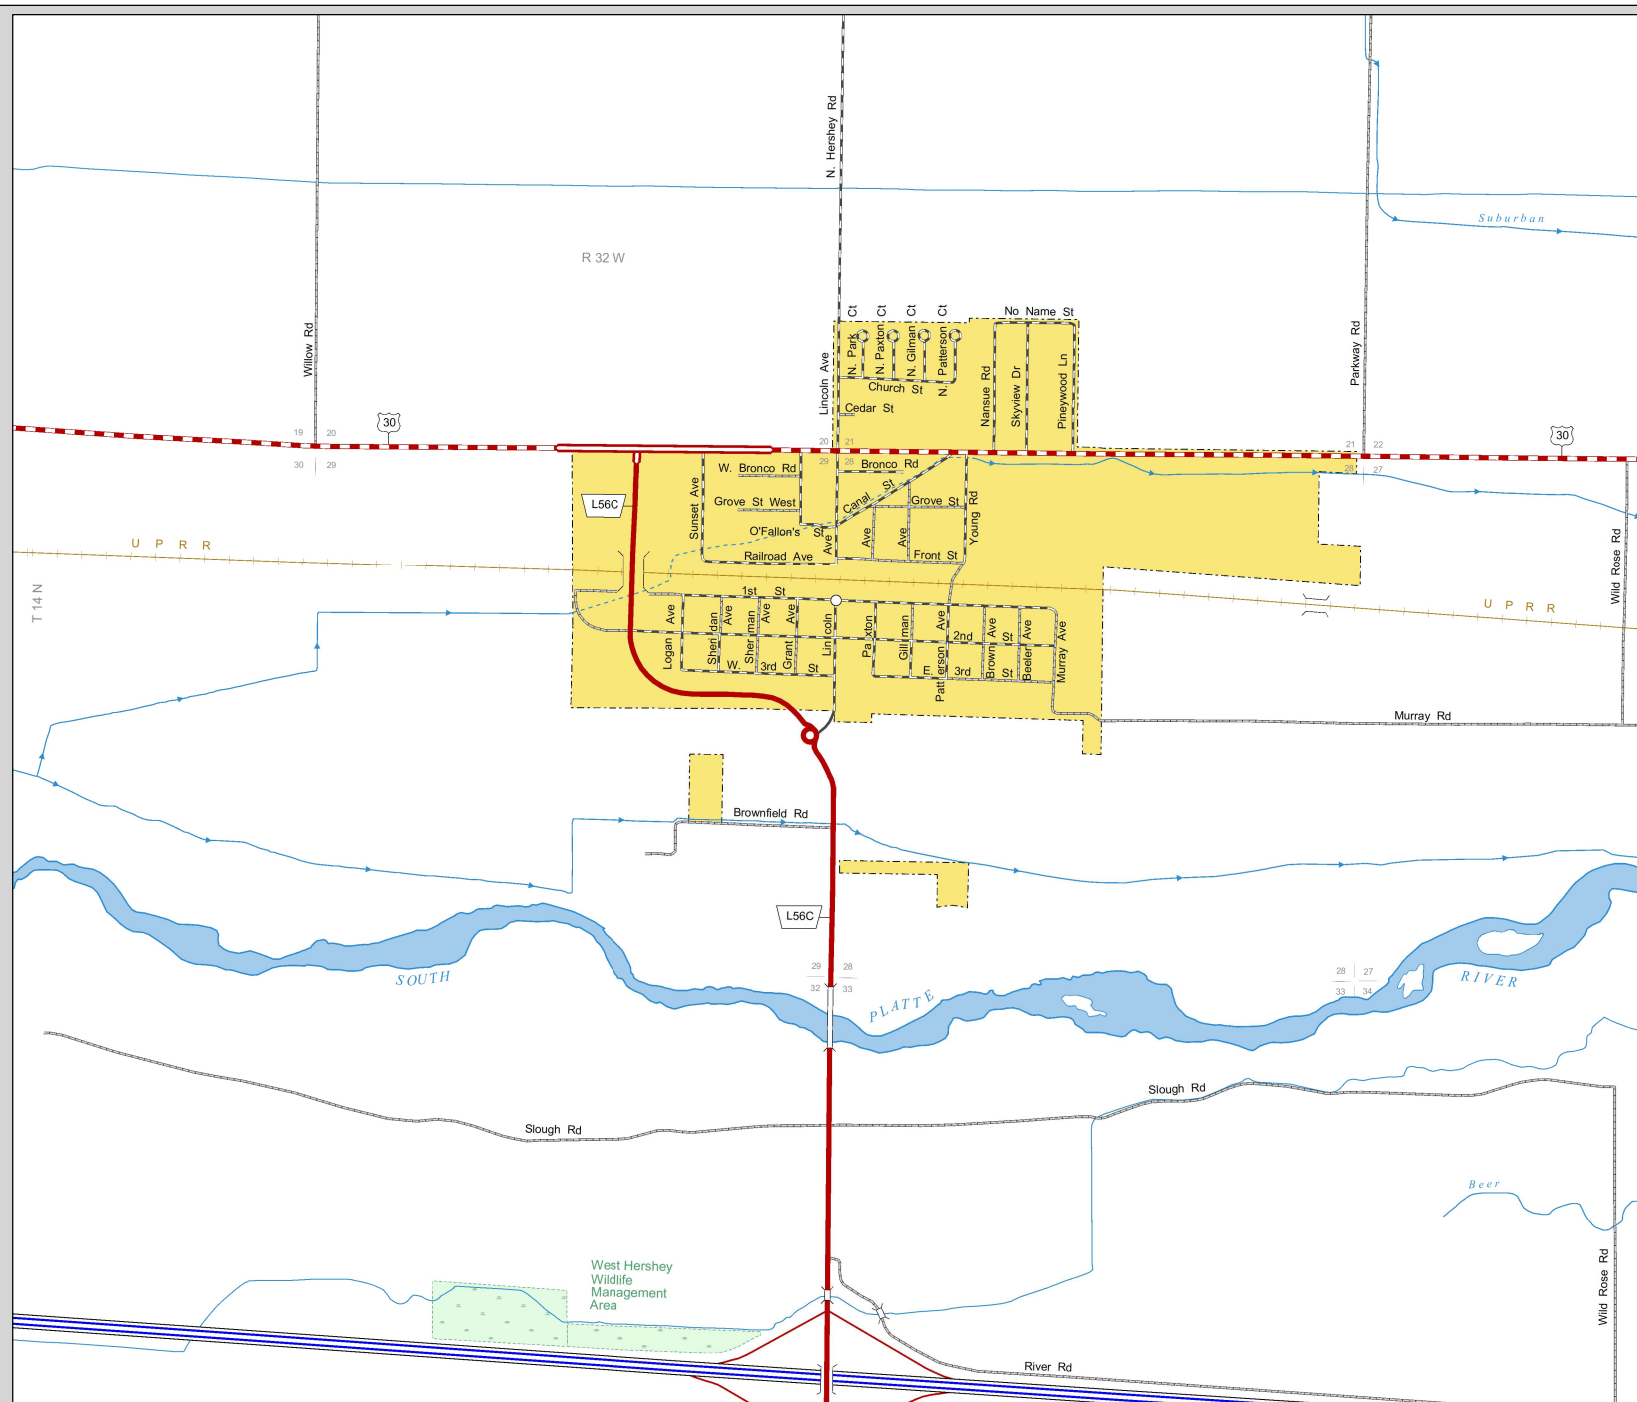 N. Hershey Rd
Suburban
R 32 W
No Name St
N. Park Ct
N. Paxton Ct
N. Gilman Ct
N. Patterson Ct
Willow Rd
Lincoln Ave
Church St
Cedar St
Nansue Rd
Skyview Dr
Pineywood Ln
Parkway Rd
30
30
19 20
30 29
20 21
29 28
21 22
28 27
W. Bronco Rd
Bronco Rd
L56C
Sunset Ave
Grove St West
Canal St
Grove St
Young Rd
O'Fallon's St
Ave
Ave
Ave
Railroad Ave
Front St
U P R R
U P R R
T 14 N
Wild Rose Rd
1st St
Logan Ave
Sheridan Ave
Sherman Ave
Grant Ave
Lincoln
Paxton
Gillman
Patterson Ave
Brown Ave
Beeler Ave
Murray Ave
2nd St
W. 3rd St
E. 3rd St
Murray Rd
Brownfield Rd
L56C
29 28
32 33
28 27
33 34
SOUTH
PLATTE
RIVER
Slough Rd
Slough Rd
Beer
West Hershey
Wildlife
Management
Area
Wild Rose Rd
River Rd